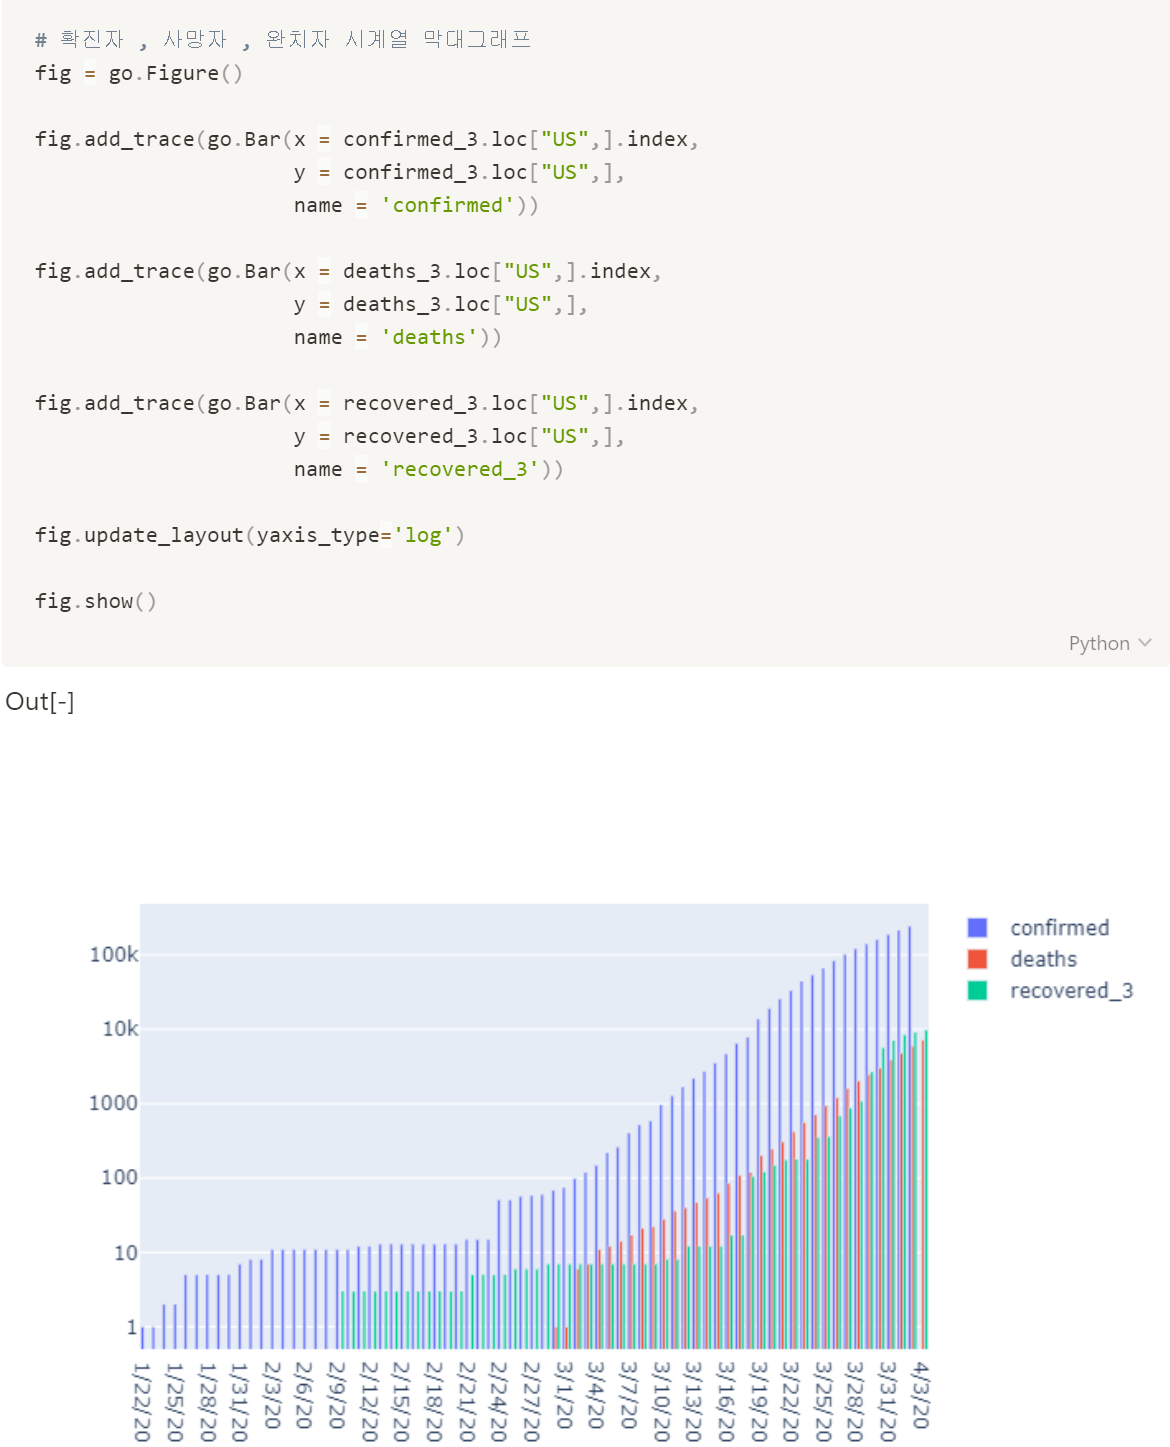 # 확진자 , 사망자 , 완치자 시계열 막대그래프
fig = go.Figure()
fig.add_trace(go.Bar(x = confirmed_3.loc["US",].index,
y = confirmed_3.loc["US",],
name = 'confirmed'))
fig.add_trace(go.Bar(x = deaths_3.loc["US",].index,
y = deaths_3.loc["US",],
name = 'deaths'))
fig.add_trace(go.Bar(x = recovered_3.loc["US",].index,
y = recovered_3.loc["US",],
name = 'recovered_3'))
fig.update_layout(yaxis_type='log')
fig.show()
Python
Out[-]
confirmed
deaths
recovered_3
100k
10k
1000
100
10
1
1/22/20
1/25/20
1/28/20
1/31/20
2/3/20
2/6/20
2/9/20
2/12/20
2/15/20
2/18/20
2/21/20
2/24/20
2/27/20
3/1/20
3/4/20
3/7/20
3/10/20
3/13/20
3/16/20
3/19/20
3/22/20
3/25/20
3/28/20
3/31/20
4/3/20